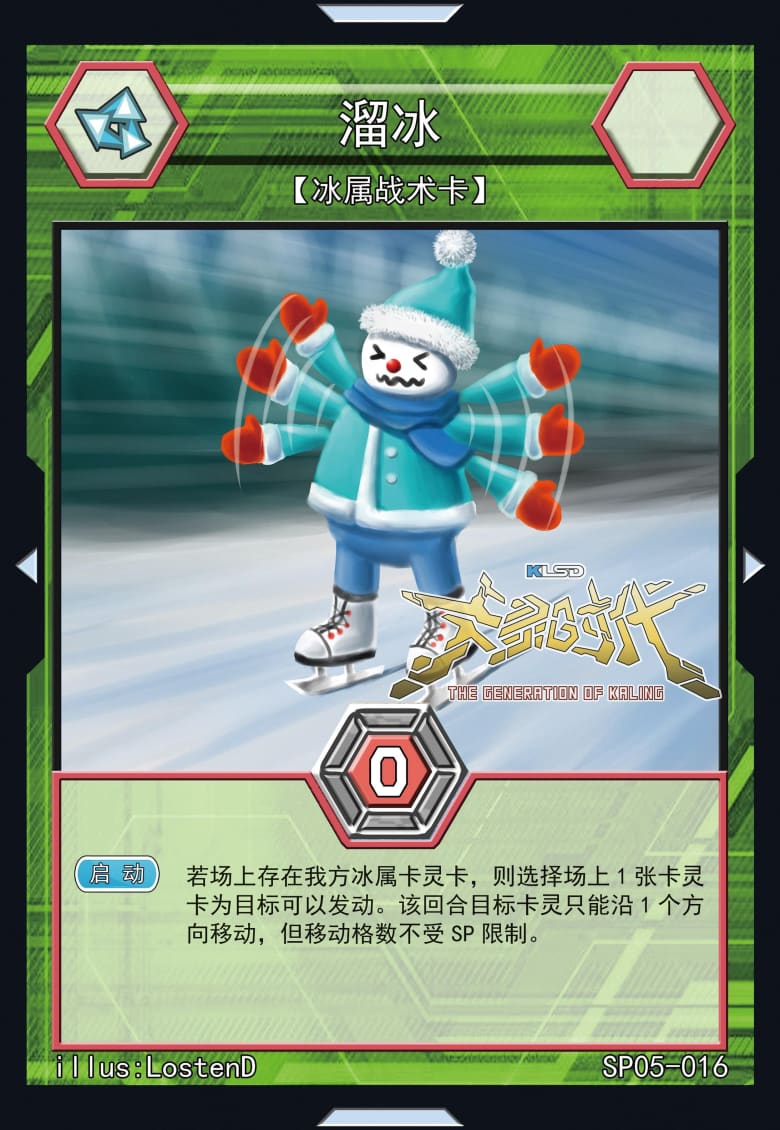 溜冰
【冰属战术卡】
KLSD
卡灵时代
THE GENERATION OF KALING
0
启 动
若场上存在我方冰属卡灵卡，则选择场上 1 张卡灵
卡为目标可以发动。该回合目标卡灵只能沿 1 个方
向移动，但移动格数不受 SP 限制。
illus:LostenD
SP05-016